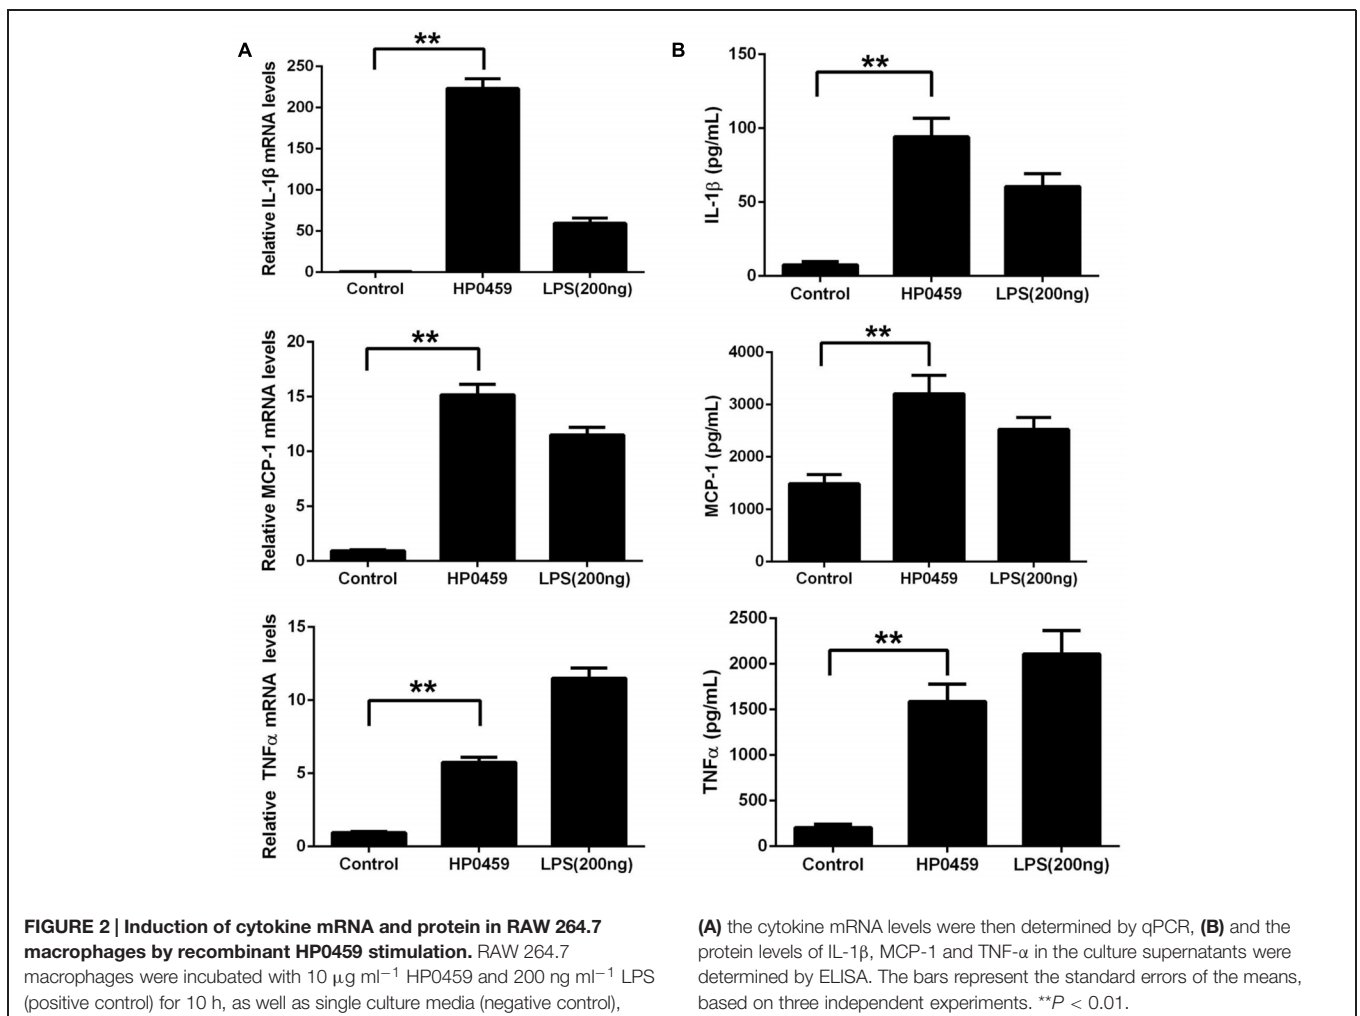 A
**
Relative IL-1β mRNA levels
250
200
150
100
50
0
Control HP0459 LPS(200ng)
B
**
IL-1β (pg/mL)
150
100
50
0
Control HP0459 LPS(200ng)
**
Relative MCP-1 mRNA levels
20
15
10
5
0
Control HP0459 LPS(200ng)
**
MCP-1 (pg/mL)
4000
3000
2000
1000
0
Control HP0459 LPS(200ng)
**
Relative TNFα mRNA levels
15
10
5
0
Control HP0459 LPS(200ng)
**
TNFα (pg/mL)
2500
2000
1500
1000
500
0
Control HP0459 LPS(200ng)
FIGURE 2 | Induction of cytokine mRNA and protein in RAW 264.7
macrophages by recombinant HP0459 stimulation. RAW 264.7
macrophages were incubated with 10 μg ml⁻¹ HP0459 and 200 ng ml⁻¹ LPS
(positive control) for 10 h, as well as single culture media (negative control),
(A) the cytokine mRNA levels were then determined by qPCR, (B) and the
protein levels of IL-1β, MCP-1 and TNF-α in the culture supernatants were
determined by ELISA. The bars represent the standard errors of the means,
based on three independent experiments. **P < 0.01.